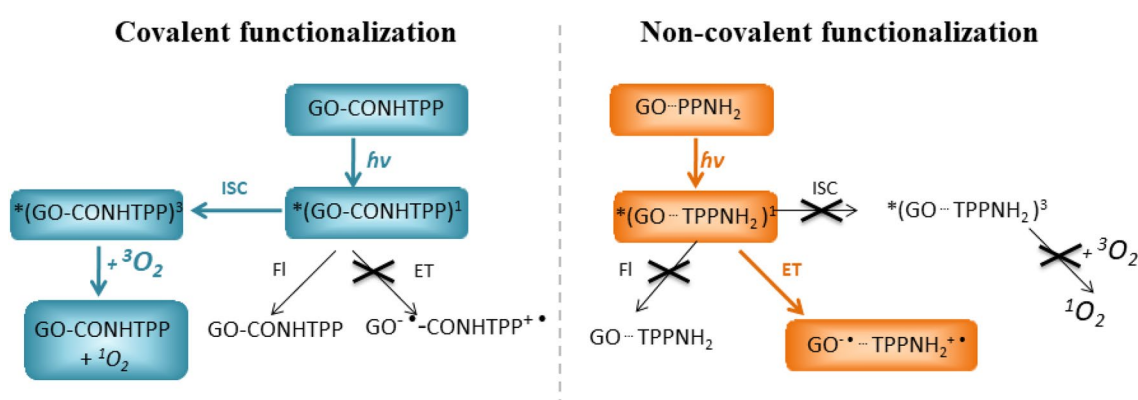 Covalent functionalization
GO-CONHTPP
hν
*(GO-CONHTPP)¹
ISC
*(GO-CONHTPP)³
+ ³O₂
GO-CONHTPP
+ ¹O₂
Fl
GO-CONHTPP
ET
GO⁻•-CONHTPP⁺•
Non-covalent functionalization
GO···PPNH₂
hν
*(GO···TPPNH₂)¹
ISC
*(GO···TPPNH₂)³
+ ³O₂
¹O₂
Fl
GO···TPPNH₂
ET
GO⁻•···TPPNH₂⁺•